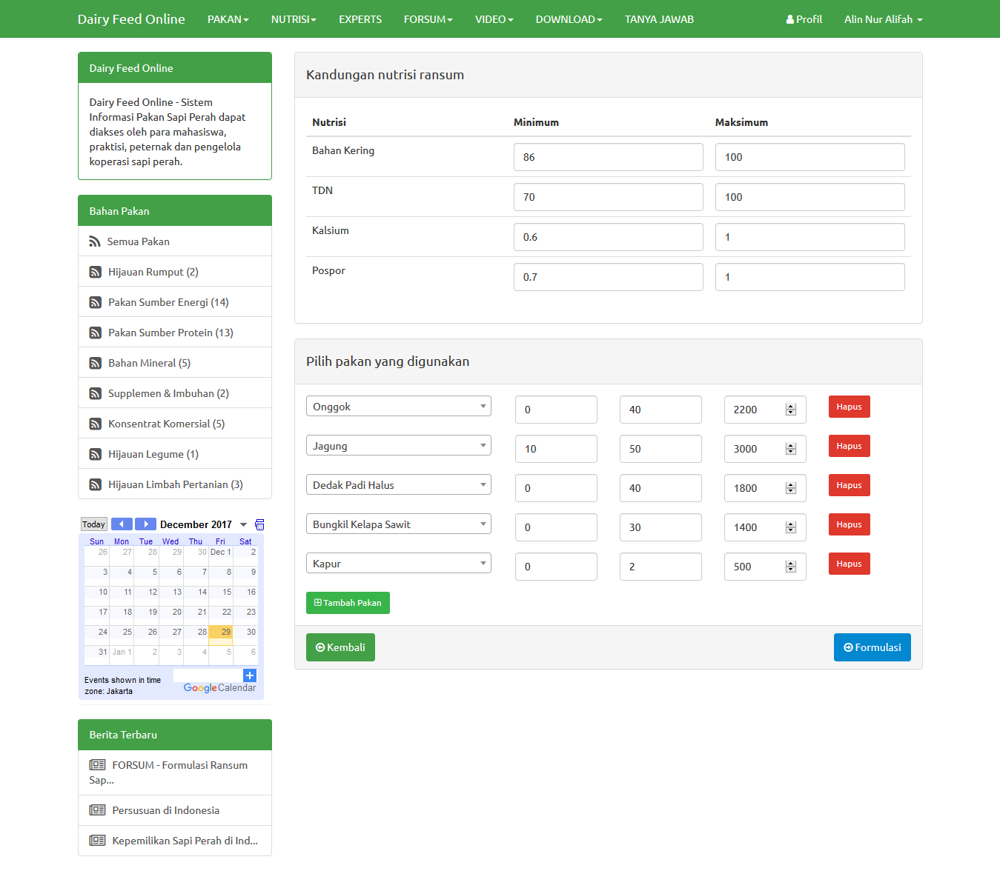 Dairy Feed Online PAKAN NUTRISI EXPERTS FORSUM VIDEO DOWNLOAD TANYA JAWAB Profil Alin Nur Alifah
Dairy Feed Online
Dairy Feed Online - Sistem
Informasi Pakan Sapi Perah dapat
diakses oleh para mahasiswa,
praktisi, peternak dan pengelola
koperasi sapi perah.
Bahan Pakan
Semua Pakan
Hijauan Rumput (2)
Pakan Sumber Energi (14)
Pakan Sumber Protein (13)
Bahan Mineral (5)
Supplemen & Imbuhan (2)
Konsentrat Komersial (5)
Hijauan Legume (1)
Hijauan Limbah Pertanian (3)
Today December 2017
Sun Mon Tue Wed Thu Fri Sat
26 27 28 29 30 Dec 1 2
3 4 5 6 7 8 9
10 11 12 13 14 15 16
17 18 19 20 21 22 23
24 25 26 27 28 29 30
31 Jan 1 2 3 4 5 6
Events shown in time
zone: Jakarta
Google Calendar
Berita Terbaru
FORSUM - Formulasi Ransum
Sap...
Persusuan di Indonesia
Kepemilikan Sapi Perah di Ind...
Kandungan nutrisi ransum
Nutrisi Minimum Maksimum
Bahan Kering 86 100
TDN 70 100
Kalsium 0.6 1
Pospor 0.7 1
Pilih pakan yang digunakan
Onggok 0 40 2200 Hapus
Jagung 10 50 3000 Hapus
Dedak Padi Halus 0 40 1800 Hapus
Bungkil Kelapa Sawit 0 30 1400 Hapus
Kapur 0 2 500 Hapus
Tambah Pakan
Kembali Formulasi